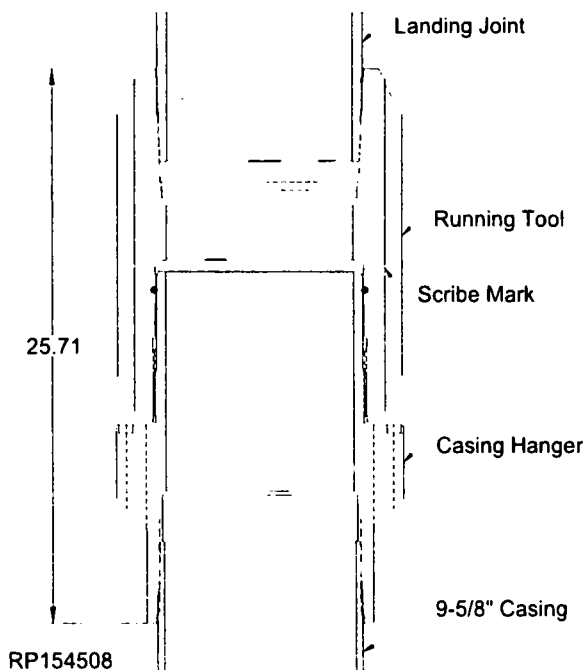 Landing Joint
Running Tool
Scribe Mark
25.71
Casing Hanger
9-5/8" Casing
RP154508